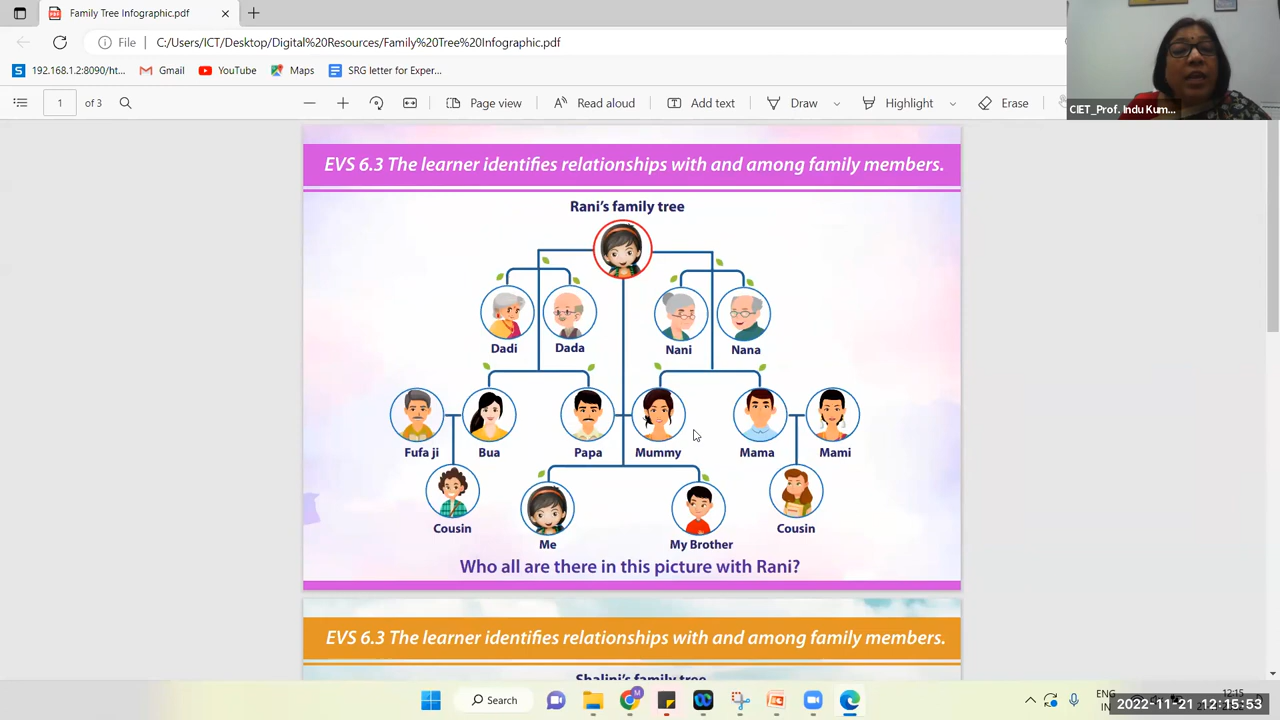 Family Tree Infographic.pdf
File
C:/Users/ICT/Desktop/Digital%20Resources/Family%20Tree%20Infographic.pdf
192.168.1.2:8090/ht...
Gmail
YouTube
Maps
SRG letter for Exper...
1
of 3
Page view
Read aloud
Add text
Draw
Highlight
Erase
CIET_Prof. Indu Kum...
EVS 6.3 The learner identifies relationships with and among family members.
Rani's family tree
Dadi
Dada
Nani
Nana
Fufa ji
Bua
Papa
Mummy
Mama
Mami
Cousin
Me
My Brother
Cousin
Who all are there in this picture with Rani?
EVS 6.3 The learner identifies relationships with and among family members.
Shalini's family tree
Search
ENG
12:15
2022-11-21 12:15:53